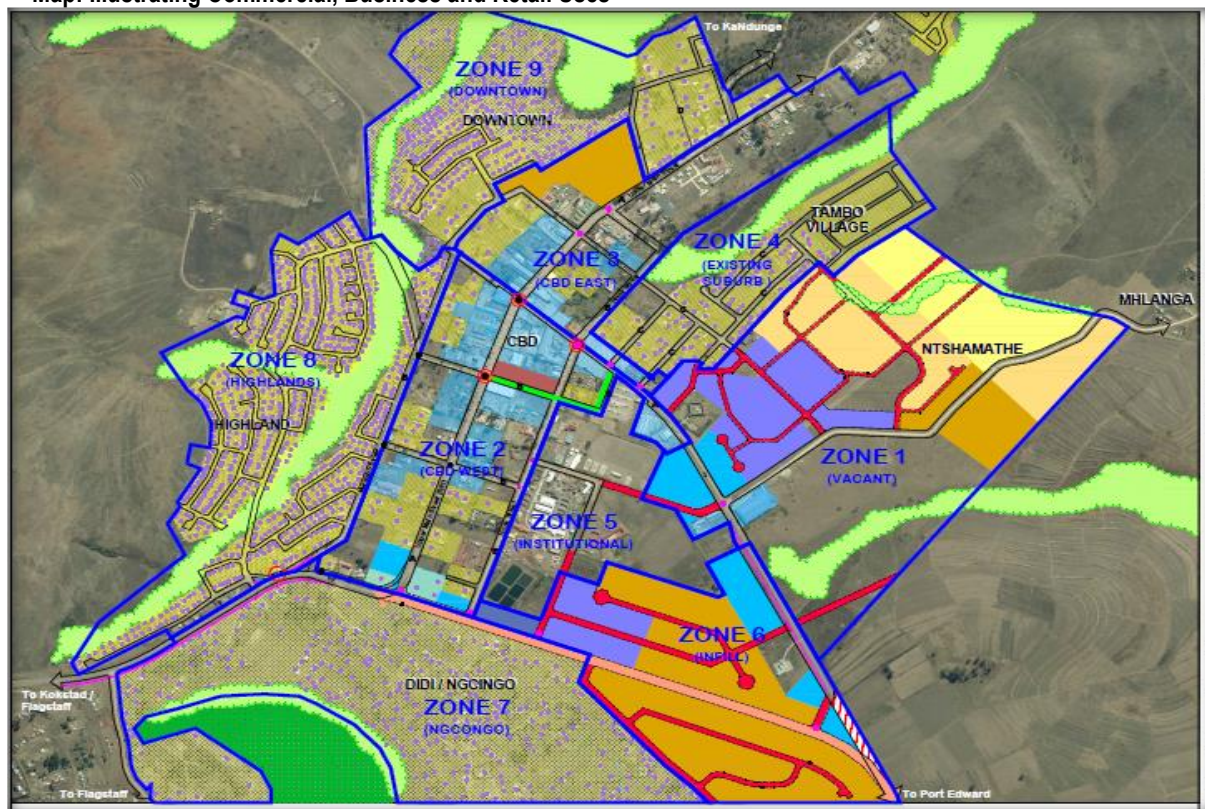 Map: Illustrating Commercial, Business and Retail Uses
To KaNdunge
ZONE 9
(DOWNTOWN)
DOWNTOWN
TAMBO
VILLAGE
ZONE 4
(EXISTING
SUBURB)
ZONE 3
(CBD EAST)
MHLANGA
CBD
NTSHAMATHE
ZONE 8
(HIGHLANDS)
HIGHLAND
ZONE 2
(CBD WEST)
ZONE 1
(VACANT)
ZONE 5
(INSTITUTIONAL)
ZONE 6
(INFILL)
DIDI / NGCINGO
ZONE 7
(NGCONGO)
To Kokstad /
Flagstaff
To Flagstaff
To Port Edward